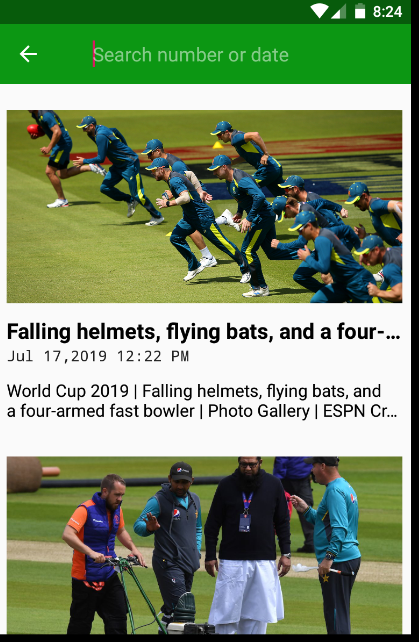 8:24
Search number or date
Falling helmets, flying bats, and a four-...
Jul 17,2019 12:22 PM
World Cup 2019 | Falling helmets, flying bats, and
a four-armed fast bowler | Photo Gallery | ESPN Cr...